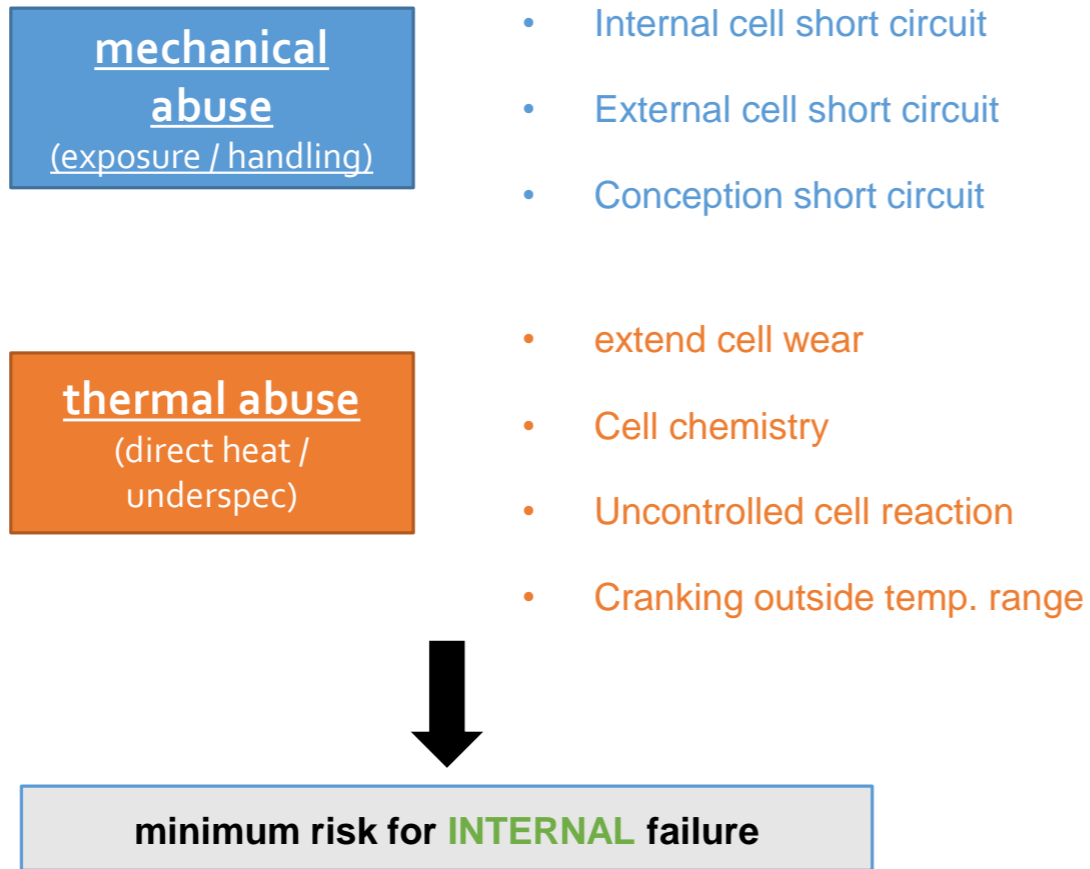 mechanical
abuse
(exposure / handling)
• Internal cell short circuit
• External cell short circuit
• Conception short circuit
thermal abuse
(direct heat /
underspec)
• extend cell wear
• Cell chemistry
• Uncontrolled cell reaction
• Cranking outside temp. range
minimum risk for INTERNAL failure